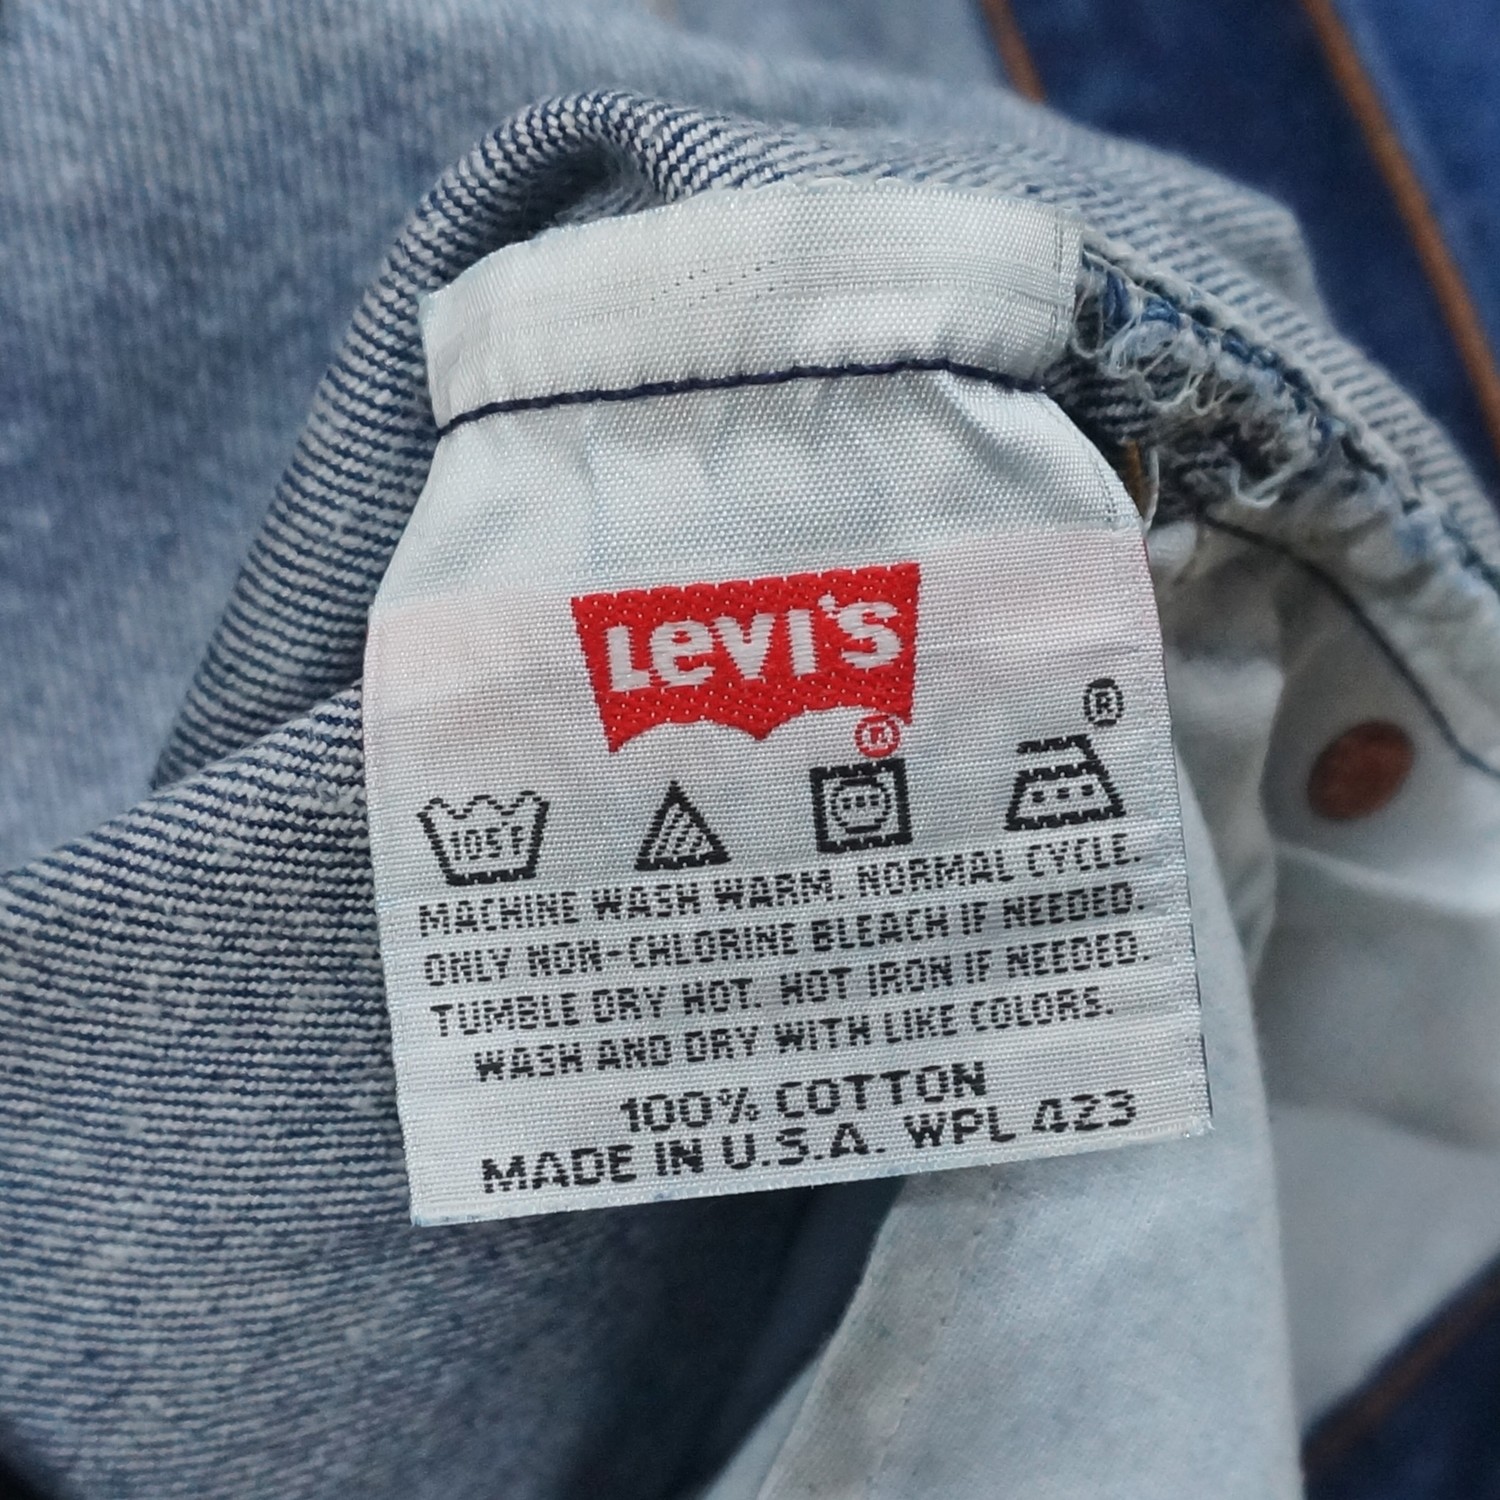 Levi's
®
®
105°F
MACHINE WASH WARM. NORMAL CYCLE.
ONLY NON-CHLORINE BLEACH IF NEEDED.
TUMBLE DRY HOT. HOT IRON IF NEEDED.
WASH AND DRY WITH LIKE COLORS.
100% COTTON
MADE IN U.S.A. WPL 423